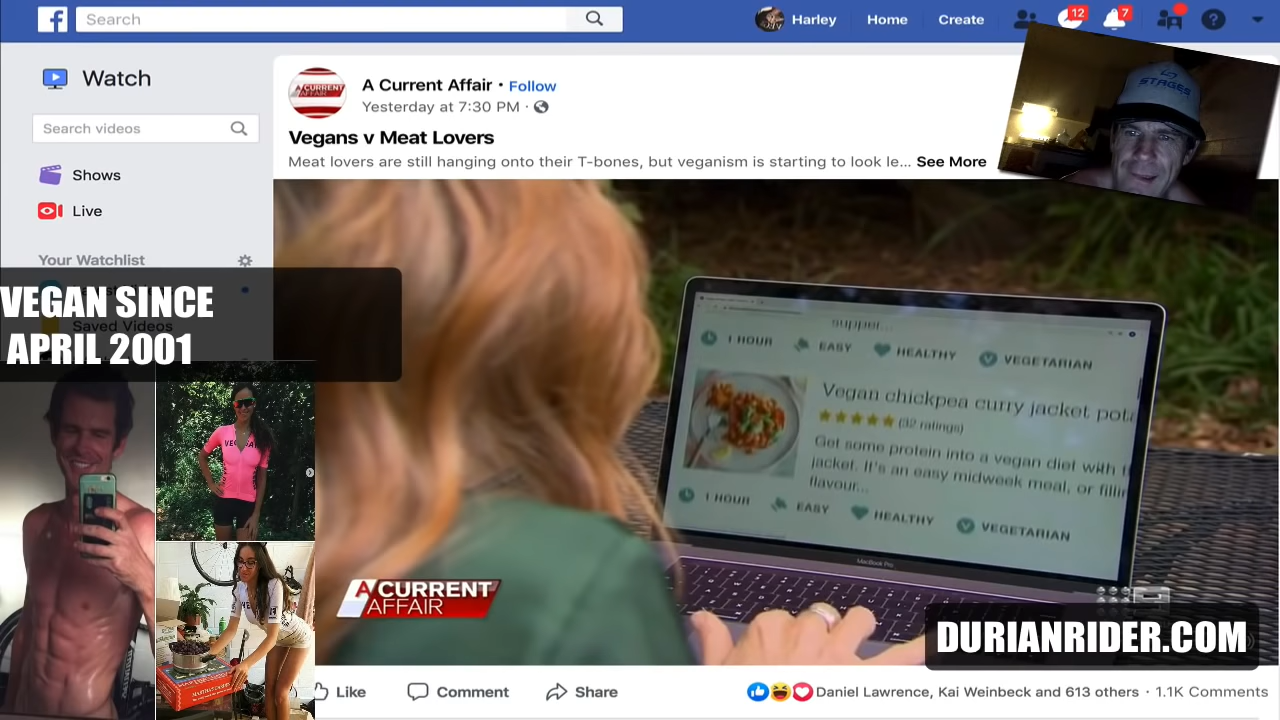 Search
Harley
Home
Create
12
7
Watch
A Current Affair · Follow
Yesterday at 7:30 PM ·
Search videos
Vegans v Meat Lovers
Meat lovers are still hanging onto their T-bones, but veganism is starting to look le... See More
Shows
Live
Your Watchlist
Saved Videos
VEGAN SINCE
APRIL 2001
STAGES
supper...
1 HOUR
EASY
HEALTHY
VEGETARIAN
Vegan chickpea curry jacket pota
(32 ratings)
Get some protein into a vegan diet with t
jacket. It's an easy midweek meal, or fillin
flavour...
1 HOUR
EASY
HEALTHY
VEGETARIAN
MacBook Pro
A CURRENT
AFFAIR
DURIANRIDER.COM
Like
Comment
Share
Daniel Lawrence, Kai Weinbeck and 613 others · 1.1K Comments